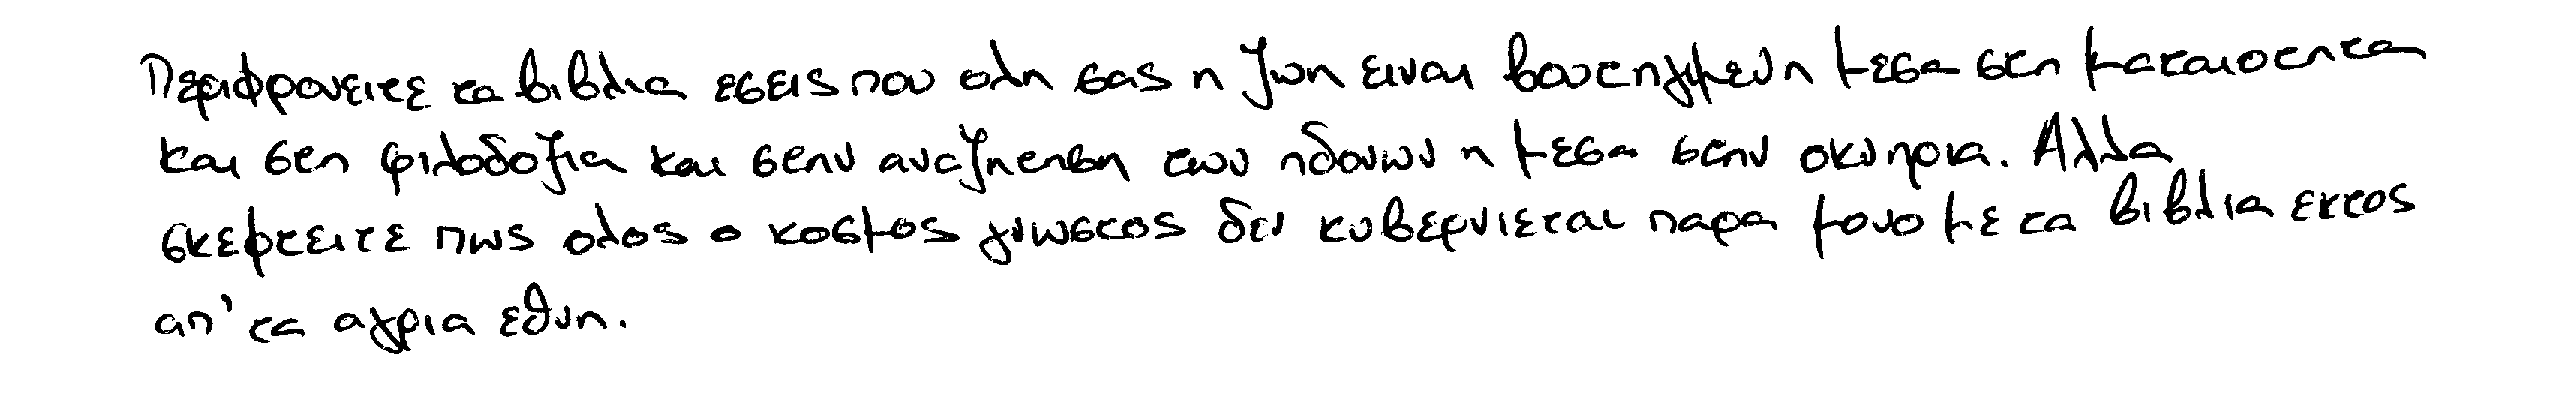 Περιφρονειτε τα βιβλια εσεις που ολη σας η ζωη ειναι βουτηγμενη μεσα στη ματαιοτητα
και στη φιλοδοξια και στην αναζητηση των ηδονων η μεσα στην οκνηρια. Αλλα
σκεφτειτε πως ολος ο κοσμος γνωστος δεν κυβερνιεται παρα μονο με τα βιβλια εκτος
απ' τα αγρια εθνη.